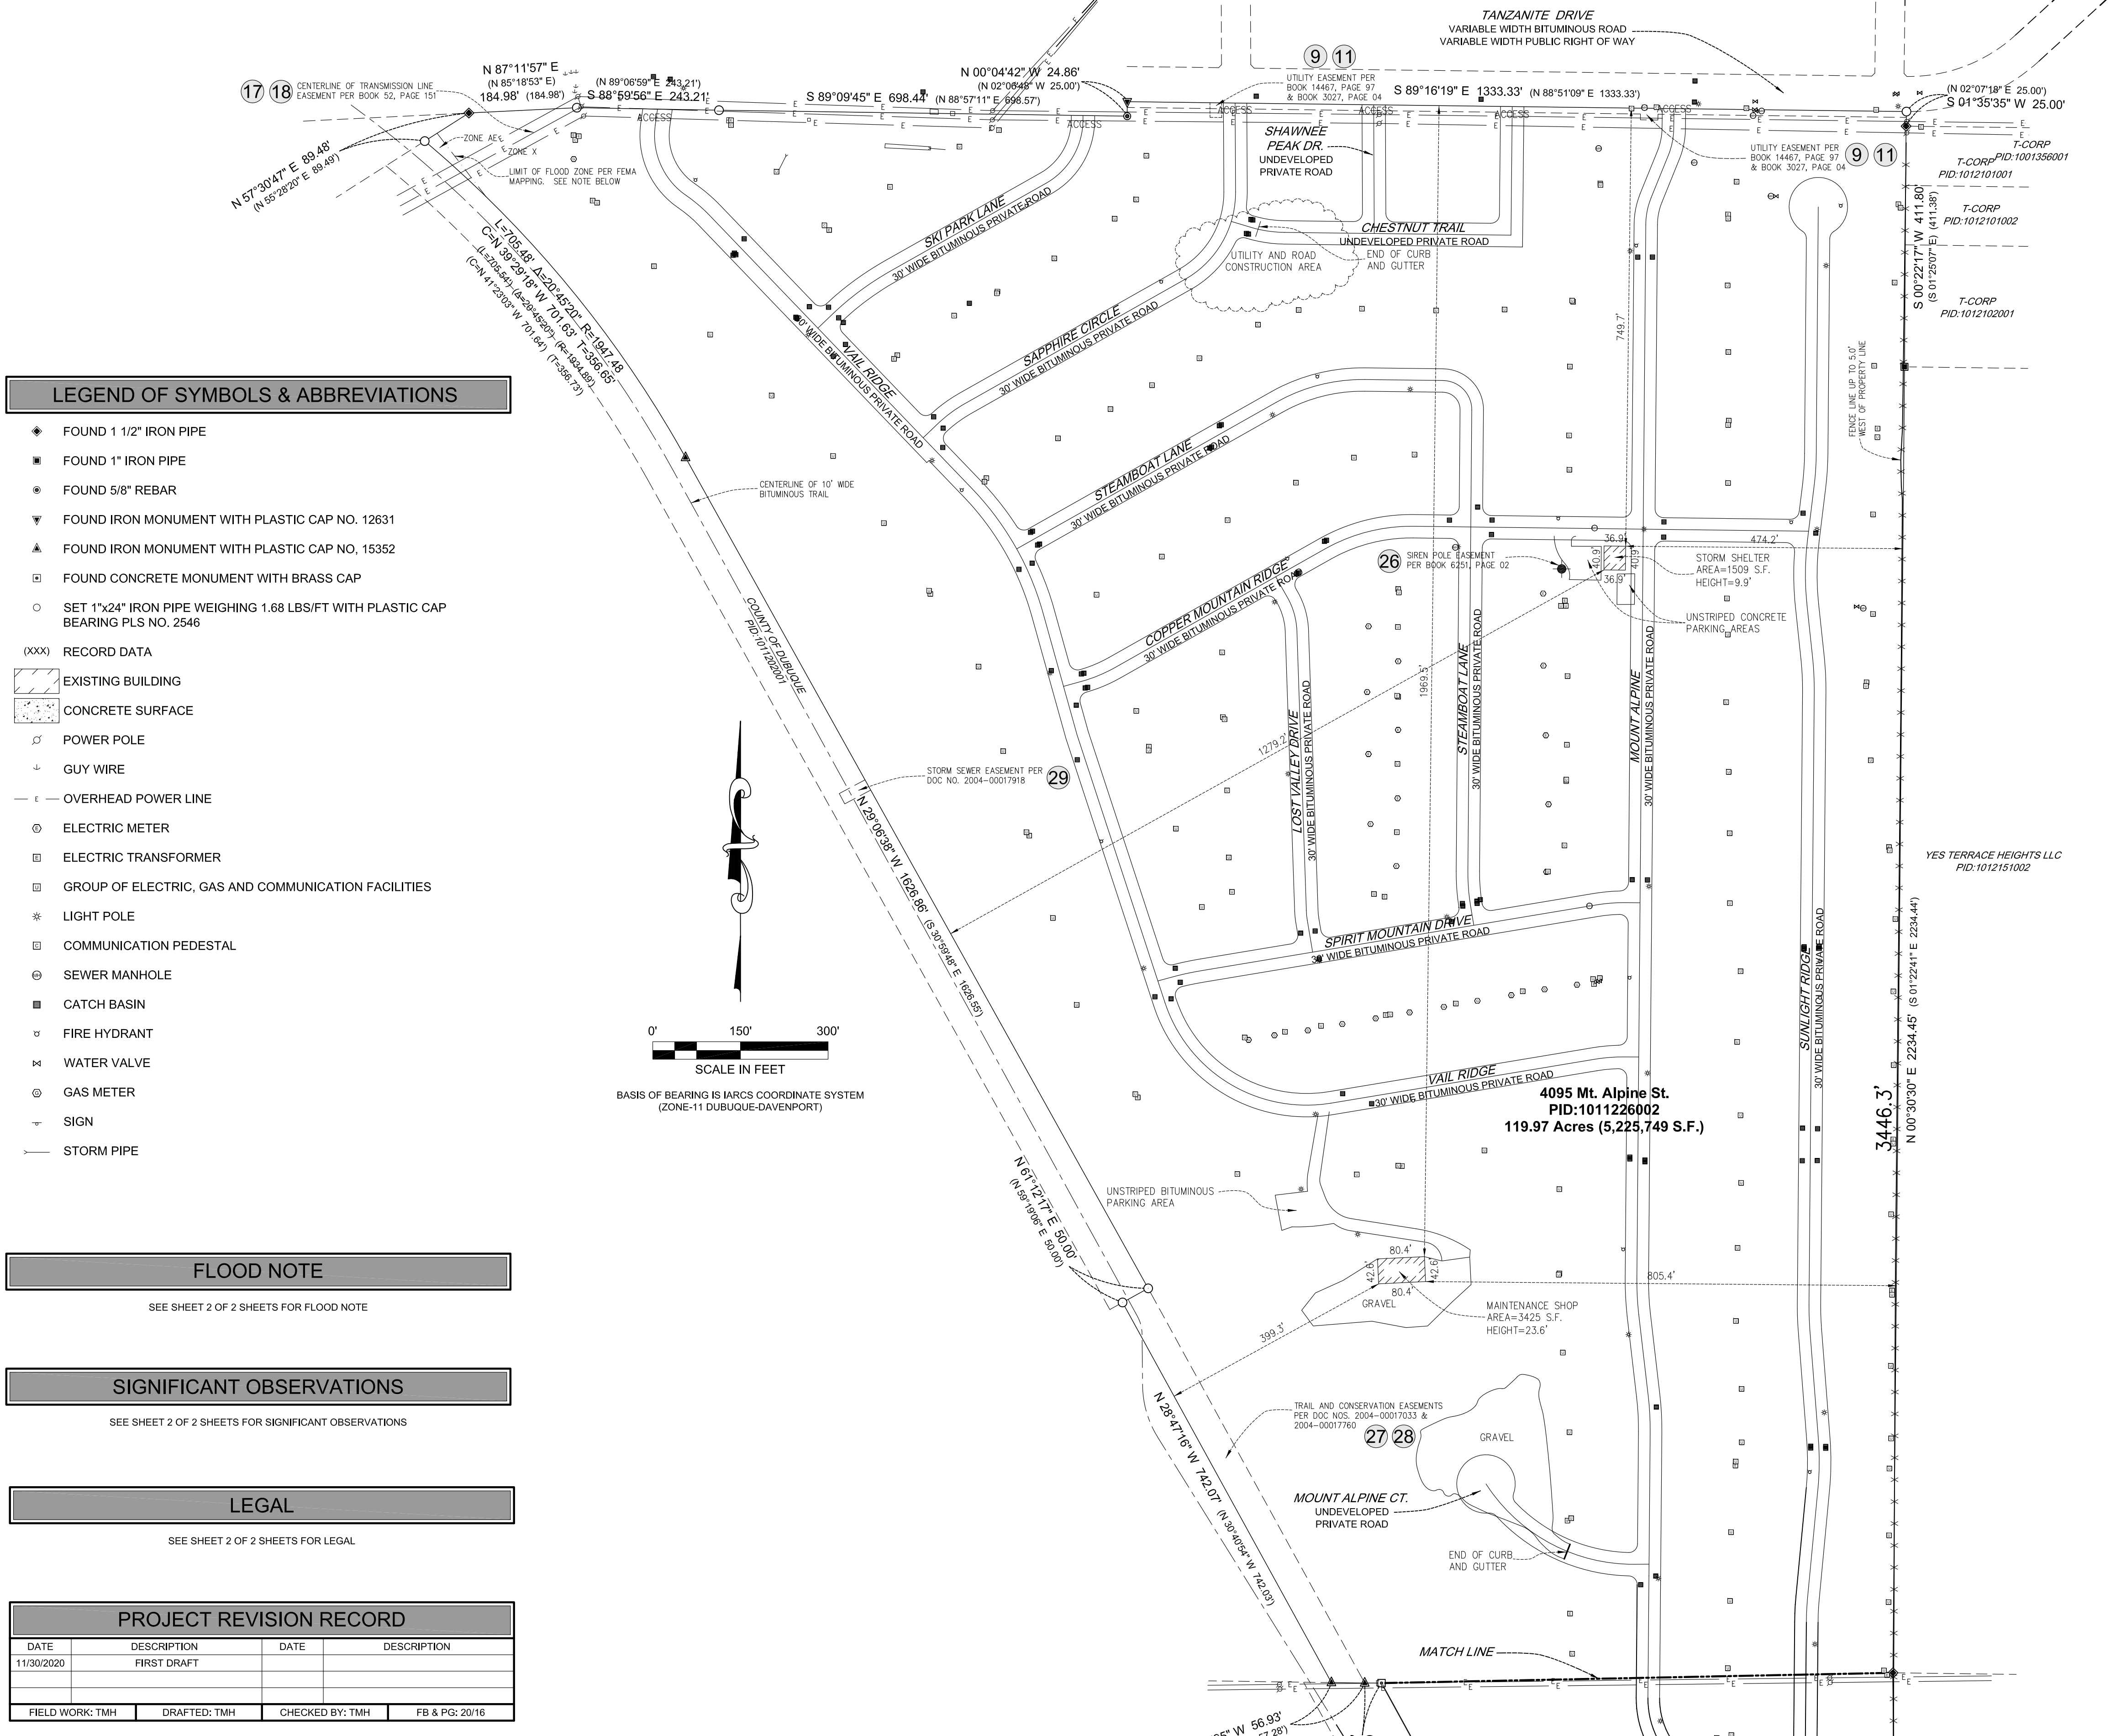 TANZANITE DRIVE
VARIABLE WIDTH BITUMINOUS ROAD
VARIABLE WIDTH PUBLIC RIGHT OF WAY
17 18
CENTERLINE OF TRANSMISSION LINE
EASEMENT PER BOOK 52, PAGE 151
N 87°11'57" E
(N 85°18'53" E)
184.98' (184.98')
(N 89°06'59" E 243.21')
S 88°59'56" E 243.21'
S 89°09'45" E 698.44' (N 88°57'11" E 698.57')
N 00°04'42" W 24.86'
(N 02°06'48" W 25.00')
9 11
UTILITY EASEMENT PER
BOOK 14467, PAGE 97
& BOOK 3027, PAGE 04
S 89°16'19" E 1333.33' (N 88°51'09" E 1333.33')
(N 02°07'18" E 25.00')
S 01°35'35" W 25.00'
ACCESS
ACCESS
ACCESS
ACCESS
ACCESS
ACCESS
N 57°30'47" E 89.48'
(N 55°28'20" E 89.49')
ZONE AE
ZONE X
LIMIT OF FLOOD ZONE PER FEMA
MAPPING. SEE NOTE BELOW
SHAWNEE
PEAK DR.
UNDEVELOPED
PRIVATE ROAD
UTILITY EASEMENT PER
BOOK 14467, PAGE 97
& BOOK 3027, PAGE 04
9 11
T-CORP
PID:1001356001
T-CORP
PID:1012101001
T-CORP
PID:1012101002
T-CORP
PID:1012102001
S 00°22'17" W 411.80'
(S 01°25'07" E) (411.38')
L=705.48' Δ=20°45'20" R=1947.48
C=N 39°29'18" W 701.63' T=356.65'
(L=705.54') (Δ=20°45'20") (R=1934.89')
(C=N 41°23'03" W 701.64') (T=356.73')
SKI PARK LANE
30' WIDE BITUMINOUS PRIVATE ROAD
CHESTNUT TRAIL
UNDEVELOPED PRIVATE ROAD
UTILITY AND ROAD
CONSTRUCTION AREA
END OF CURB
AND GUTTER
SAPPHIRE CIRCLE
30' WIDE BITUMINOUS PRIVATE ROAD
VAIL RIDGE
30' WIDE BITUMINOUS PRIVATE ROAD
749.7'
FENCE LINE UP TO 5.0'
WEST OF PROPERTY LINE
LEGEND OF SYMBOLS & ABBREVIATIONS
FOUND 1 1/2" IRON PIPE
FOUND 1" IRON PIPE
FOUND 5/8" REBAR
FOUND IRON MONUMENT WITH PLASTIC CAP NO. 12631
FOUND IRON MONUMENT WITH PLASTIC CAP NO, 15352
FOUND CONCRETE MONUMENT WITH BRASS CAP
SET 1"x24" IRON PIPE WEIGHING 1.68 LBS/FT WITH PLASTIC CAP
BEARING PLS NO. 2546
(XXX) RECORD DATA
EXISTING BUILDING
CONCRETE SURFACE
POWER POLE
GUY WIRE
E OVERHEAD POWER LINE
ELECTRIC METER
ELECTRIC TRANSFORMER
GROUP OF ELECTRIC, GAS AND COMMUNICATION FACILITIES
LIGHT POLE
COMMUNICATION PEDESTAL
SEWER MANHOLE
CATCH BASIN
FIRE HYDRANT
WATER VALVE
GAS METER
SIGN
STORM PIPE
STEAMBOAT LANE
30' WIDE BITUMINOUS PRIVATE ROAD
CENTERLINE OF 10' WIDE
BITUMINOUS TRAIL
COUNTY OF DUBUQUE
PID:1011202001
COPPER MOUNTAIN RIDGE
30' WIDE BITUMINOUS PRIVATE ROAD
26
SIREN POLE EASEMENT
PER BOOK 6251, PAGE 02
36.9'
40.9'
40.9'
36.9'
474.2'
STORM SHELTER
AREA=1509 S.F.
HEIGHT=9.9'
UNSTRIPED CONCRETE
PARKING AREAS
1969.5'
1279.2'
LOST VALLEY DRIVE
30' WIDE BITUMINOUS PRIVATE ROAD
STEAMBOAT LANE
30' WIDE BITUMINOUS PRIVATE ROAD
MOUNT ALPINE
30' WIDE BITUMINOUS PRIVATE ROAD
STORM SEWER EASEMENT PER
DOC NO. 2004-00017918
29
N 29°06'38" W 1626.86' (S 30°59'48" E 1626.55')
YES TERRACE HEIGHTS LLC
PID:1012151002
SPIRIT MOUNTAIN DRIVE
30' WIDE BITUMINOUS PRIVATE ROAD
SUNLIGHT RIDGE
30' WIDE BITUMINOUS PRIVATE ROAD
3446.3'
N 00°30'30" E 2234.45' (S 01°22'41" E 2234.44')
0' 150' 300'
SCALE IN FEET
BASIS OF BEARING IS IARCS COORDINATE SYSTEM
(ZONE-11 DUBUQUE-DAVENPORT)
VAIL RIDGE
30' WIDE BITUMINOUS PRIVATE ROAD
4095 Mt. Alpine St.
PID:1011226002
119.97 Acres (5,225,749 S.F.)
N 61°12'17" E 50.00'
(N 59°19'06" E 50.00')
UNSTRIPED BITUMINOUS
PARKING AREA
80.4'
42.6'
42.6'
80.4'
GRAVEL
805.4'
MAINTENANCE SHOP
AREA=3425 S.F.
HEIGHT=23.6'
399.3'
FLOOD NOTE
SEE SHEET 2 OF 2 SHEETS FOR FLOOD NOTE
SIGNIFICANT OBSERVATIONS
SEE SHEET 2 OF 2 SHEETS FOR SIGNIFICANT OBSERVATIONS
TRAIL AND CONSERVATION EASEMENTS
PER DOC NOS. 2004-00017033 &
2004-00017760
27 28
GRAVEL
N 28°47'16" W 742.07' (N 30°40'54" W 742.03')
MOUNT ALPINE CT.
UNDEVELOPED
PRIVATE ROAD
END OF CURB
AND GUTTER
LEGAL
SEE SHEET 2 OF 2 SHEETS FOR LEGAL
MATCH LINE
PROJECT REVISION RECORD
DATE DESCRIPTION DATE DESCRIPTION
11/30/2020 FIRST DRAFT
FIELD WORK: TMH DRAFTED: TMH CHECKED BY: TMH FB & PG: 20/16
W 56.93'